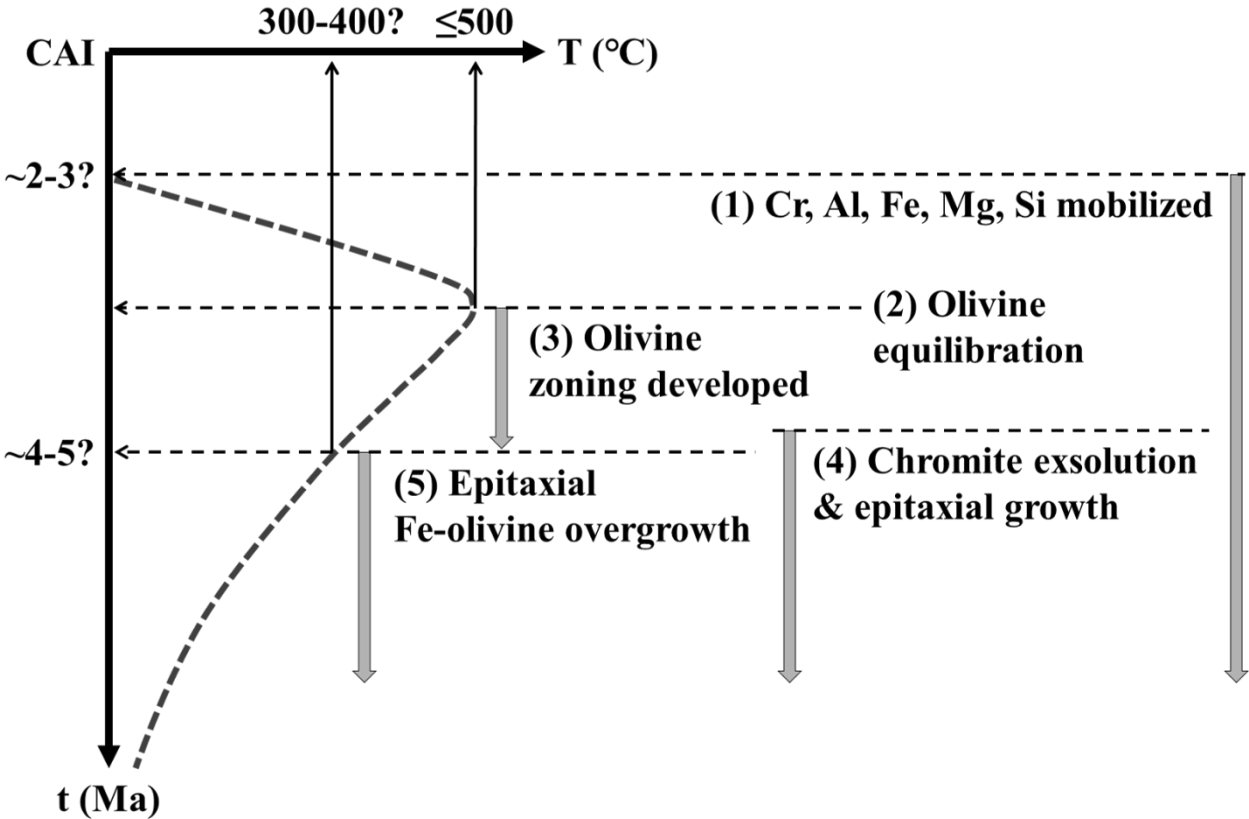 300-400?
≤500
CAI
T (°C)
~2-3?
(1) Cr, Al, Fe, Mg, Si mobilized
(2) Olivine
equilibration
(3) Olivine
zoning developed
~4-5?
(4) Chromite exsolution
& epitaxial growth
(5) Epitaxial
Fe-olivine overgrowth
t (Ma)